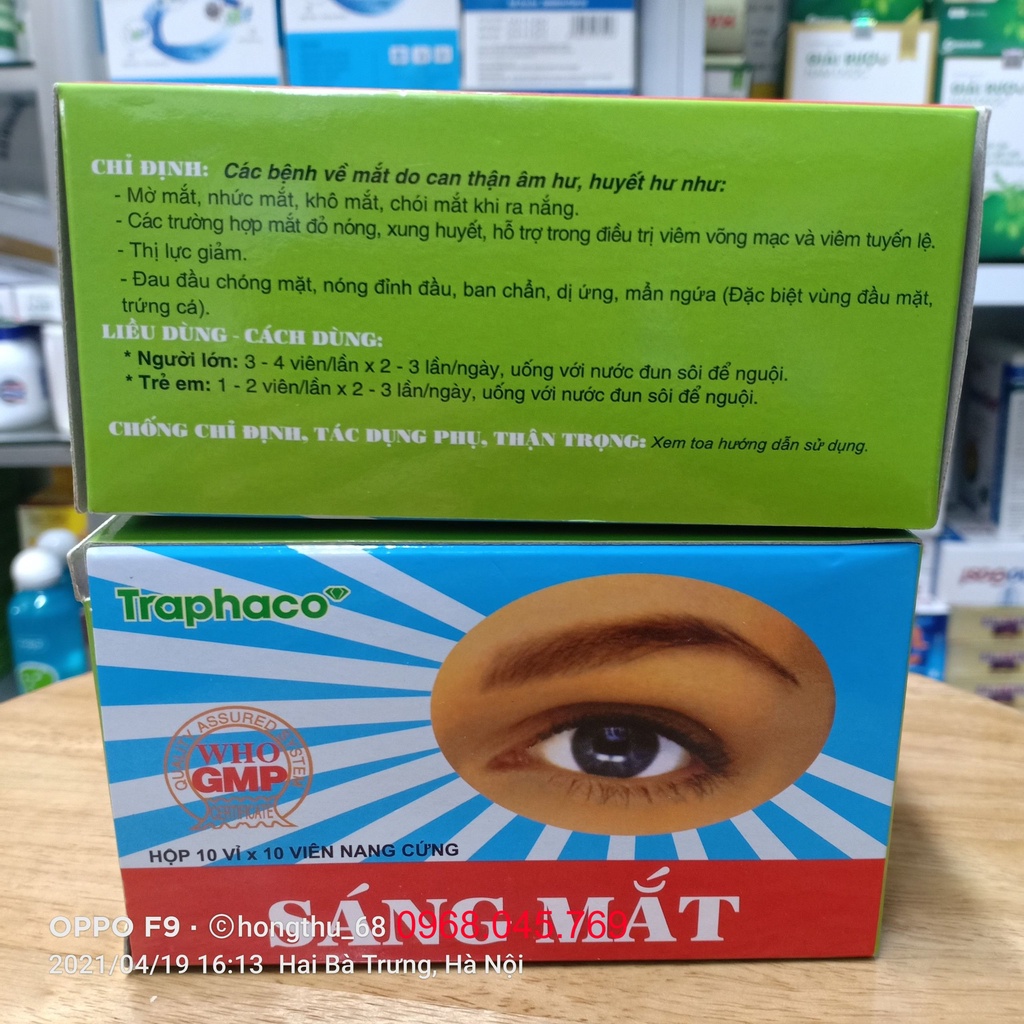 GIẢI RƯỢU
CHỈ ĐỊNH: Các bệnh về mắt do can thận âm hư, huyết hư như:
- Mờ mắt, nhức mắt, khô mắt, chói mắt khi ra nắng.
- Các trường hợp mắt đỏ nóng, xung huyết, hỗ trợ trong điều trị viêm võng mạc và viêm tuyến lệ.
- Thị lực giảm.
- Đau đầu chóng mặt, nóng đỉnh đầu, ban chẩn, dị ứng, mẩn ngứa (Đặc biệt vùng đầu mặt,
trứng cá).
LIỀU DÙNG - CÁCH DÙNG:
* Người lớn: 3 - 4 viên/lần x 2 - 3 lần/ngày, uống với nước đun sôi để nguội.
* Trẻ em: 1 - 2 viên/lần x 2 - 3 lần/ngày, uống với nước đun sôi để nguội.
CHỐNG CHỈ ĐỊNH, TÁC DỤNG PHỤ, THẬN TRỌNG: Xem toa hướng dẫn sử dụng.
Traphaco
QUALITY ASSURED SYSTEM
WHO
GMP
CERTIFICATE
HỘP 10 VỈ x 10 VIÊN NANG CỨNG
SÁNG MẮT
OPPO F9 · ©hongthu_68 0968.045.769
2021/04/19 16:13 Hai Bà Trưng, Hà Nội